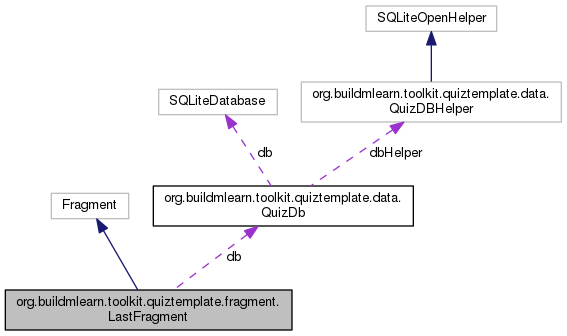 SQLiteOpenHelper
org.buildmlearn.toolkit.quiztemplate.data.
QuizDBHelper
SQLiteDatabase
db
dbHelper
org.buildmlearn.toolkit.quiztemplate.data.
QuizDb
Fragment
db
org.buildmlearn.toolkit.quiztemplate.fragment.
LastFragment